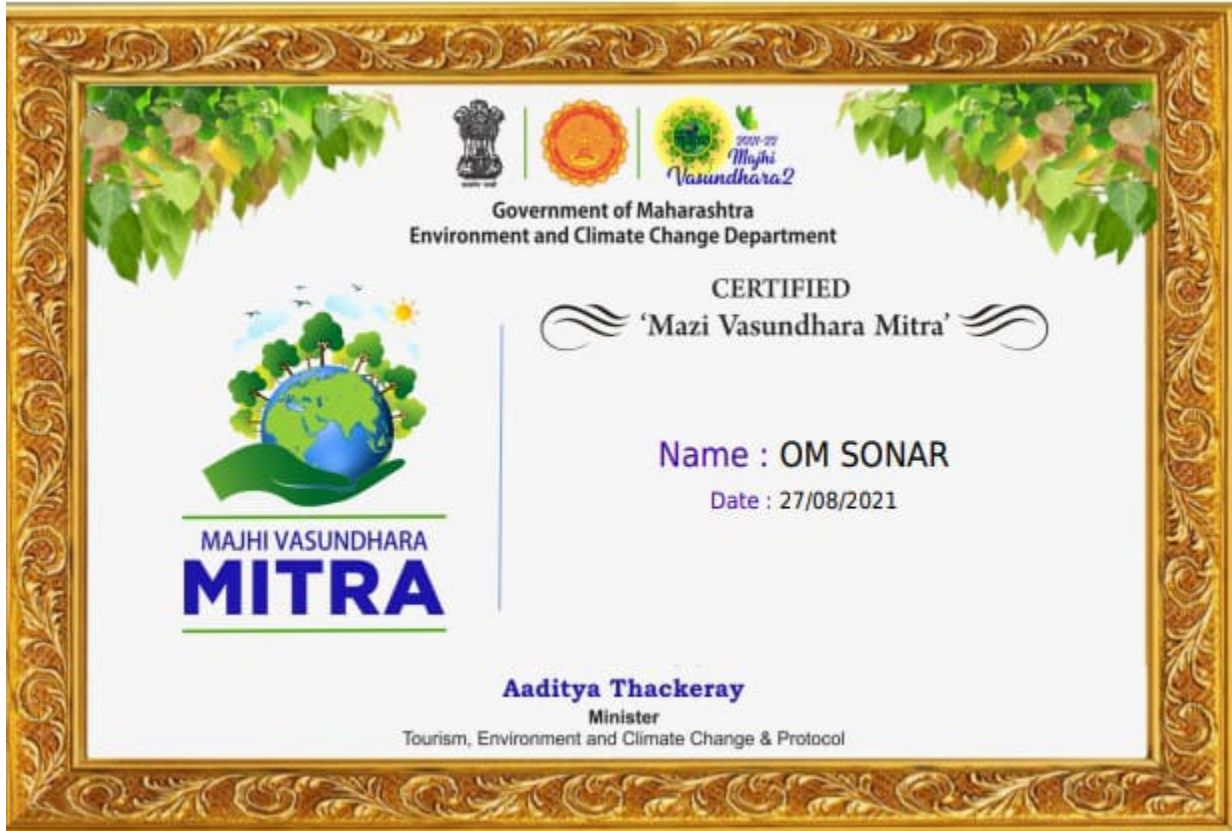 2021-22
Majhi
Vasundhara2
Government of Maharashtra
Environment and Climate Change Department
CERTIFIED
'Mazi Vasundhara Mitra'
Name : OM SONAR
Date : 27/08/2021
MAJHI VASUNDHARA
MITRA
Aaditya Thackeray
Minister
Tourism, Environment and Climate Change & Protocol